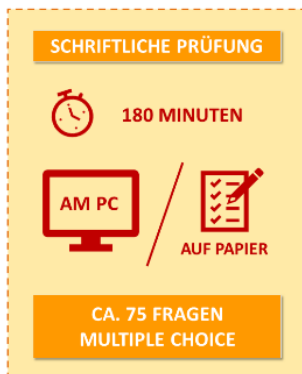 SCHRIFTLICHE PRÜFUNG
180 MINUTEN
AM PC
AUF PAPIER
CA. 75 FRAGEN
MULTIPLE CHOICE